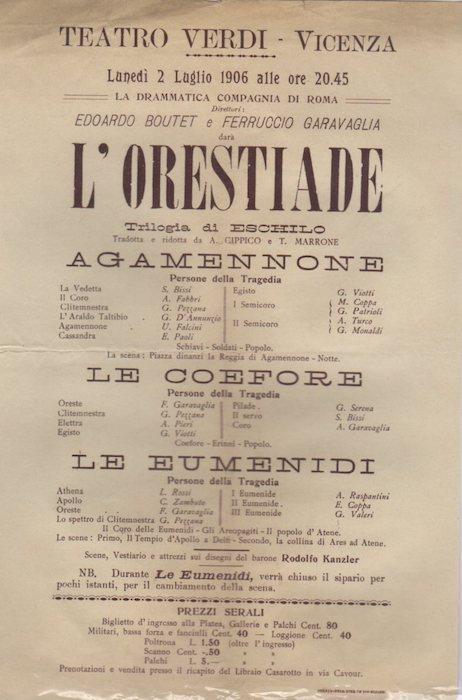 TEATRO VERDI - VICENZA
Lunedì 2 Luglio 1906 alle ore 20.45
LA DRAMMATICA COMPAGNIA DI ROMA
Direttori:
EDOARDO BOUTET e FERRUCCIO GARAVAGLIA
darà
L'ORESTIADE
Trilogia di ESCHILO
Tradotta e ridotta da A. CIPPICO e T. MARRONE
AGAMENNONE
Persone della Tragedia
La Vedetta S. Bissi Egisto G. Viotti
Il Coro A. Fabbri I Semicoro M. Coppa
Clitemnestra G. Pezzana G. Patrioli
L' Araldo Taltibio G. D'Annunzio II Semicoro A. Turco
Agamennone U. Falcini G. Monaldi
Cassandra E. Paoli
Schiavi - Soldati - Popolo.
La scena: Piazza dinanzi la Reggia di Agamennone - Notte.
LE COEFORE
Persone della Tragedia
Oreste F. Garavaglia Pilade G. Serena
Clitemnestra G. Pezzana Il servo S. Bissi
Elettra A. Pieri Coro A. Garavaglia
Egisto G. Viotti
Coefore - Erinni - Popolo.
LE EUMENIDI
Persone della Tragedia
Athena L. Rossi I Eumenide A. Raspantini
Apollo C. Zambuto II Eumenide E. Coppa
Oreste F. Garavaglia III Eumenide G. Valeri
Lo spettro di Clitemnestra G. Pezzana
Il Coro delle Eumenidi - Gli Areopagiti - Il popolo d' Atene.
Le scene: Primo, Il Tempio d'Apollo a Delfi - Secondo, la collina di Ares ad Atene.
Scene, Vestiario e attrezzi sui disegni del barone Rodolfo Kanzler
NB. Durante Le Eumenidi, verrà chiuso il sipario per
pochi istanti, per il cambiamento della scena.
PREZZI SERALI
Biglietto d'ingresso alla Platea, Gallerie e Palchi Cent. 80
Militari, bassa forza e fanciulli Cent. 40 — Loggione Cent. 40
Poltrona L. 1.50 (oltre l'ingresso)
Scanno Cent. -.50 » »
Palchi L. 5.— » »
Prenotazioni e vendita presso il ricapito del Libraio Casarotto in via Cavour.